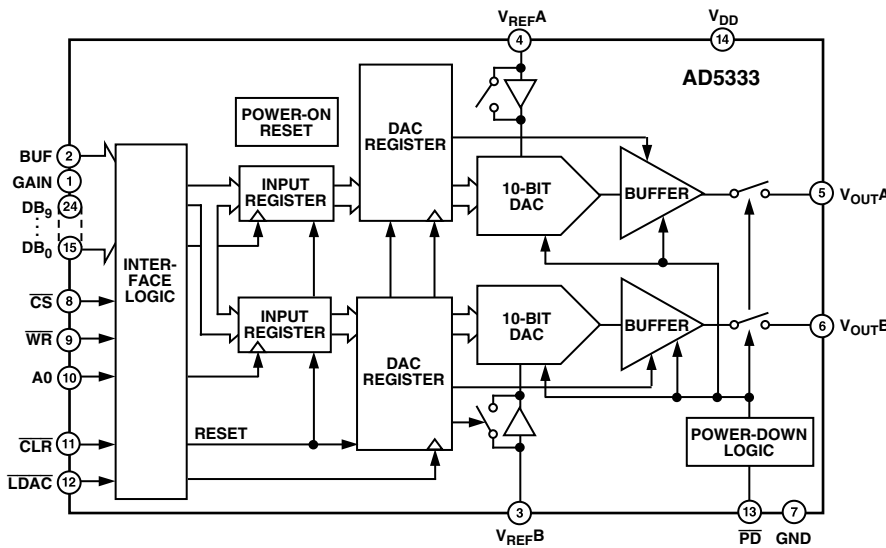 VREFA
VDD
4
14
AD5333
POWER-ON
RESET
DAC
REGISTER
BUF 2
GAIN 1
DB9 24
DB0 15
INTER-
FACE
LOGIC
INPUT
REGISTER
10-BIT
DAC
BUFFER
5 VOUTA
CS 8
WR 9
A0 10
INPUT
REGISTER
DAC
REGISTER
10-BIT
DAC
BUFFER
6 VOUTB
CLR 11
LDAC 12
RESET
POWER-DOWN
LOGIC
3
13
7
VREFB
PD
GND